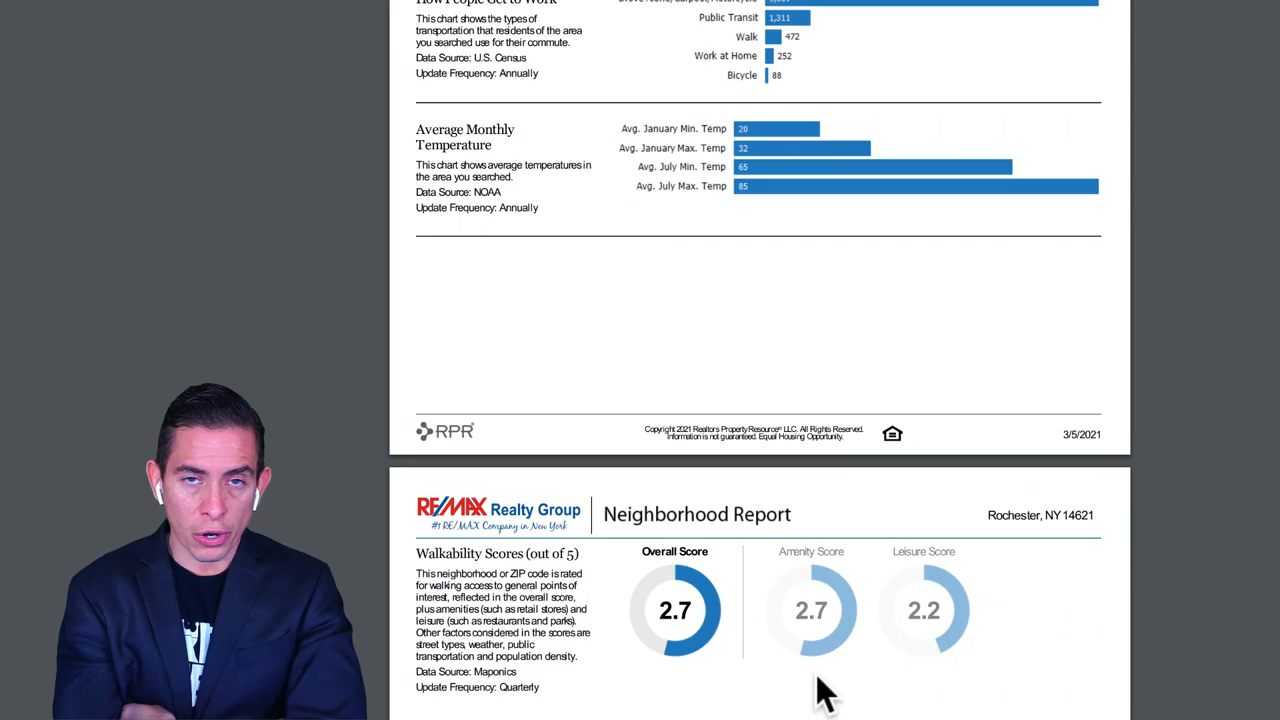 How People Get to Work
This chart shows the types of
transportation that residents of the area
you searched use for their commute.
Data Source: U.S. Census
Update Frequency: Annually
Public Transit 1,311
Walk 472
Work at Home 252
Bicycle 88
Average Monthly
Temperature
This chart shows average temperatures in
the area you searched.
Data Source: NOAA
Update Frequency: Annually
Avg. January Min. Temp 20
Avg. January Max. Temp 32
Avg. July Min. Temp 65
Avg. July Max. Temp 85
RPR®
Copyright 2021 Realtors Property Resource® LLC. All Rights Reserved.
Information is not guaranteed. Equal Housing Opportunity.
3/5/2021
RE/MAX Realty Group
#1 RE/MAX Company in New York
Neighborhood Report
Rochester, NY 14621
Walkability Scores (out of 5)
This neighborhood or ZIP code is rated
for walking access to general points of
interest, reflected in the overall score,
plus amenities (such as retail stores) and
leisure (such as restaurants and parks).
Other factors considered in the scores are
street types, weather, public
transportation and population density.
Data Source: Maponics
Update Frequency: Quarterly
Overall Score
2.7
Amenity Score
2.7
Leisure Score
2.2